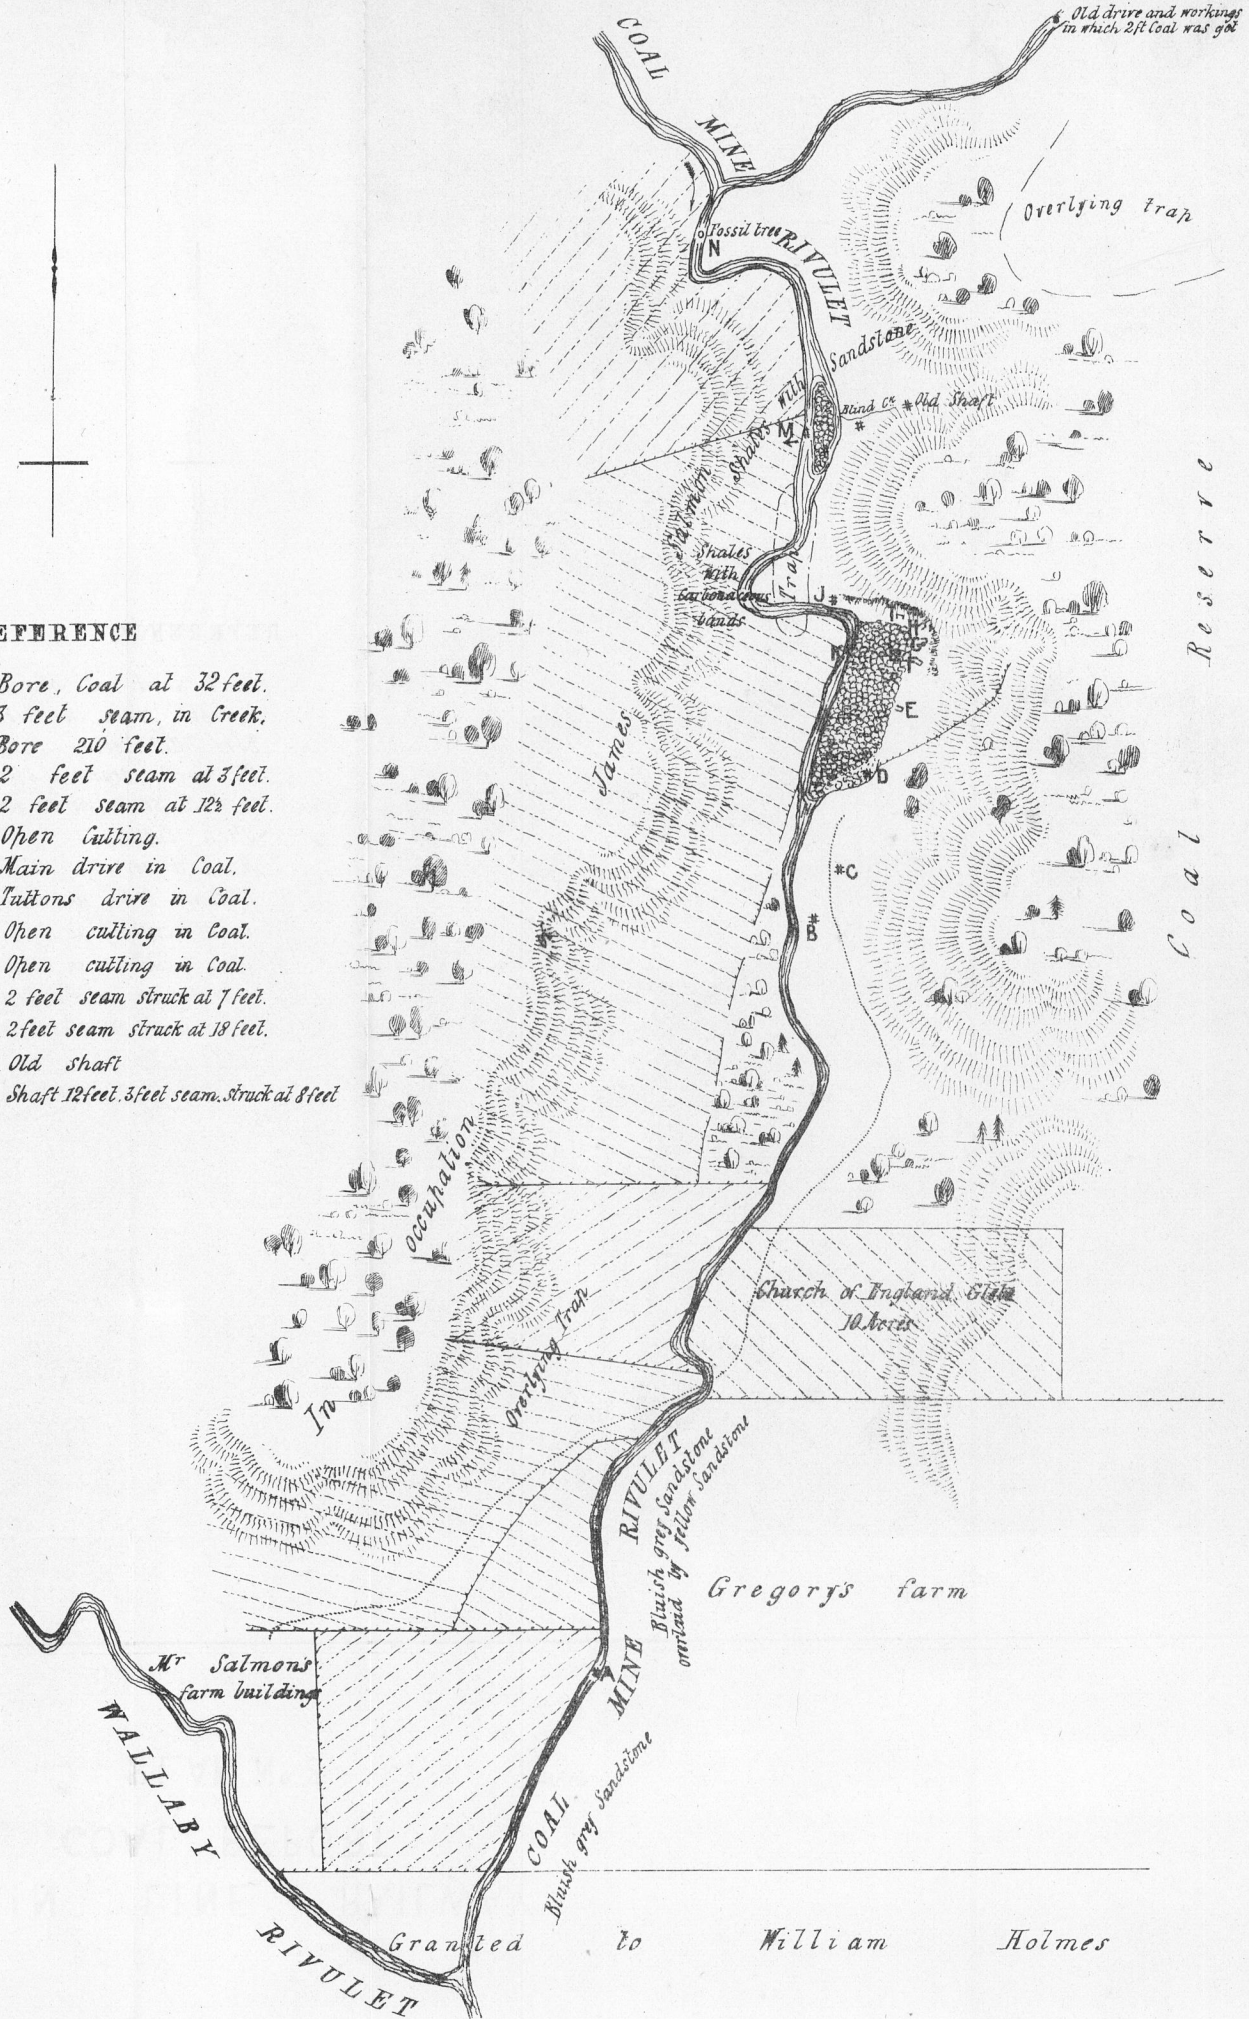 Old drive and workings
in which 2ft Coal was got
COAL
MINE
RIVULET
Overlying trap
Fossil tree
N
Shales with Sandstone
Blind Ck
Old Shaft
M
L
Salmon
Shales
with
Carbonaceous
bands
Trap
J
K
I
H
G
F
E
D
C
B
James
Coal Reserve
EFERENCE
Bore, Coal at 32 feet.
3 feet seam, in Creek.
Bore 210 feet.
2 feet seam at 3 feet.
2 feet seam at 12½ feet.
Open Cutting.
Main drive in Coal.
Tuttons drive in Coal.
Open cutting in Coal.
Open cutting in Coal.
2 feet seam struck at 7 feet.
2 feet seam struck at 18 feet.
Old shaft
Shaft 12 feet. 3 feet seam. struck at 8 feet
occupation
In
Overlying Trap
Church of England Glebe
10 Acres
RIVULET
Bluish grey Sandstone
overlaid by yellow Sandstone
Gregory's farm
MINE
Mr Salmons
farm buildings
COAL
Bluish grey Sandstone
WALLABY
RIVULET
Granted to William Holmes